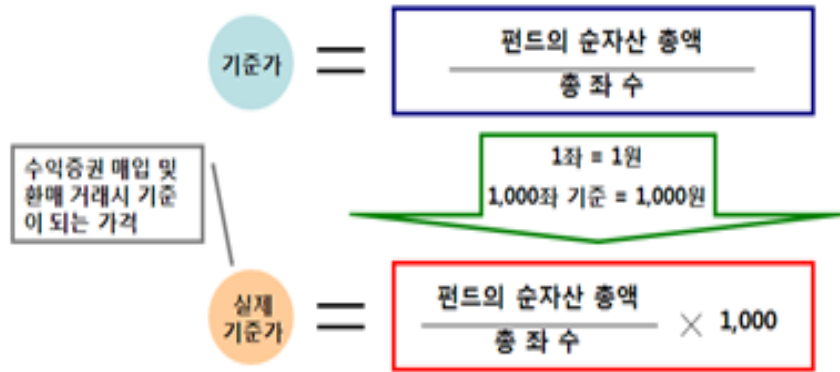 기준가
=
펀드의 순자산 총액
총 좌 수
1좌 = 1원
1,000좌 기준 = 1,000원
수익증권 매입 및
환매 거래시 기준
이 되는 가격
실제
기준가
=
펀드의 순자산 총액
총 좌 수
× 1,000